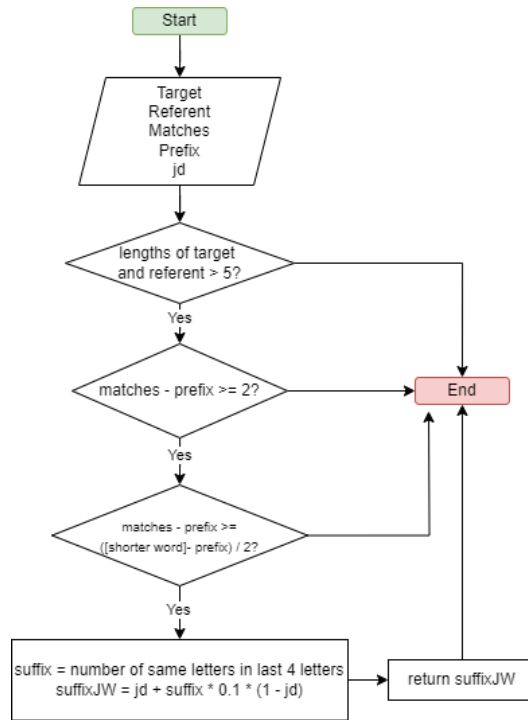 Start
Target
Referent
Matches
Prefix
jd
lengths of target
and referent > 5?
Yes
matches - prefix >= 2?
End
Yes
matches - prefix >=
([shorter word]- prefix) / 2?
Yes
suffix = number of same letters in last 4 letters
suffixJW = jd + suffix * 0.1 * (1 - jd)
return suffixJW